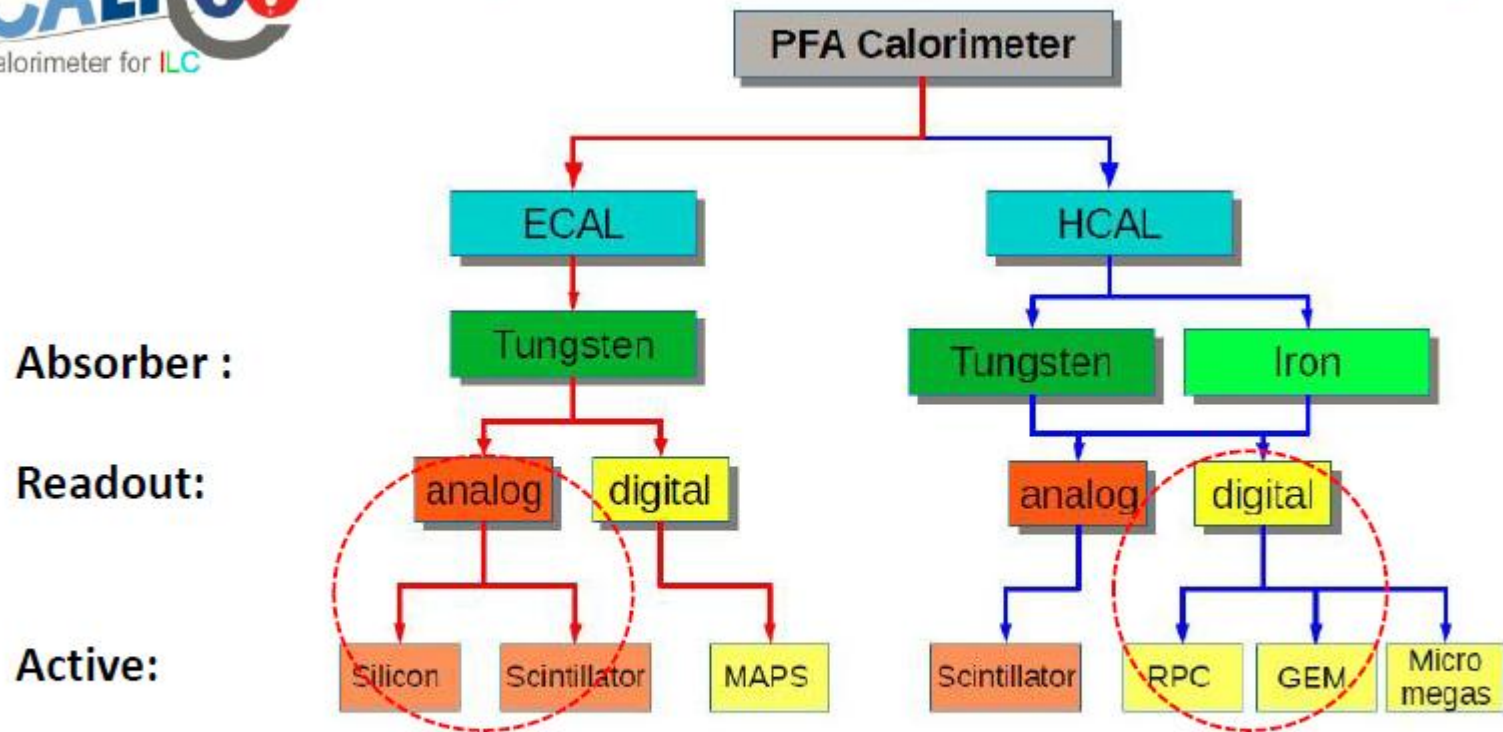 alorimeter for ILC
PFA Calorimeter
ECAL
HCAL
Absorber :
Tungsten
Tungsten
Iron
Readout:
analog
digital
analog
digital
Active:
Silicon
Scintillator
MAPS
Scintillator
RPC
GEM
Micro
megas